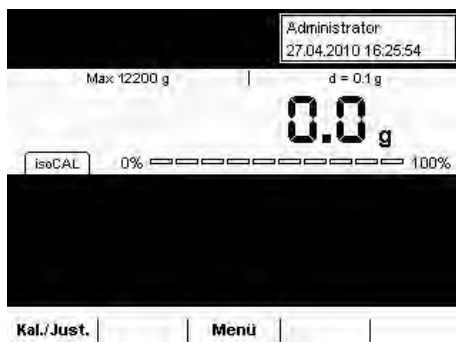 Administrator
27.04.2010 16:25:54
Max 12200 g | d = 0.1 g
0.0 g
isoCAL 0% 100%
Kal./Just. Menü